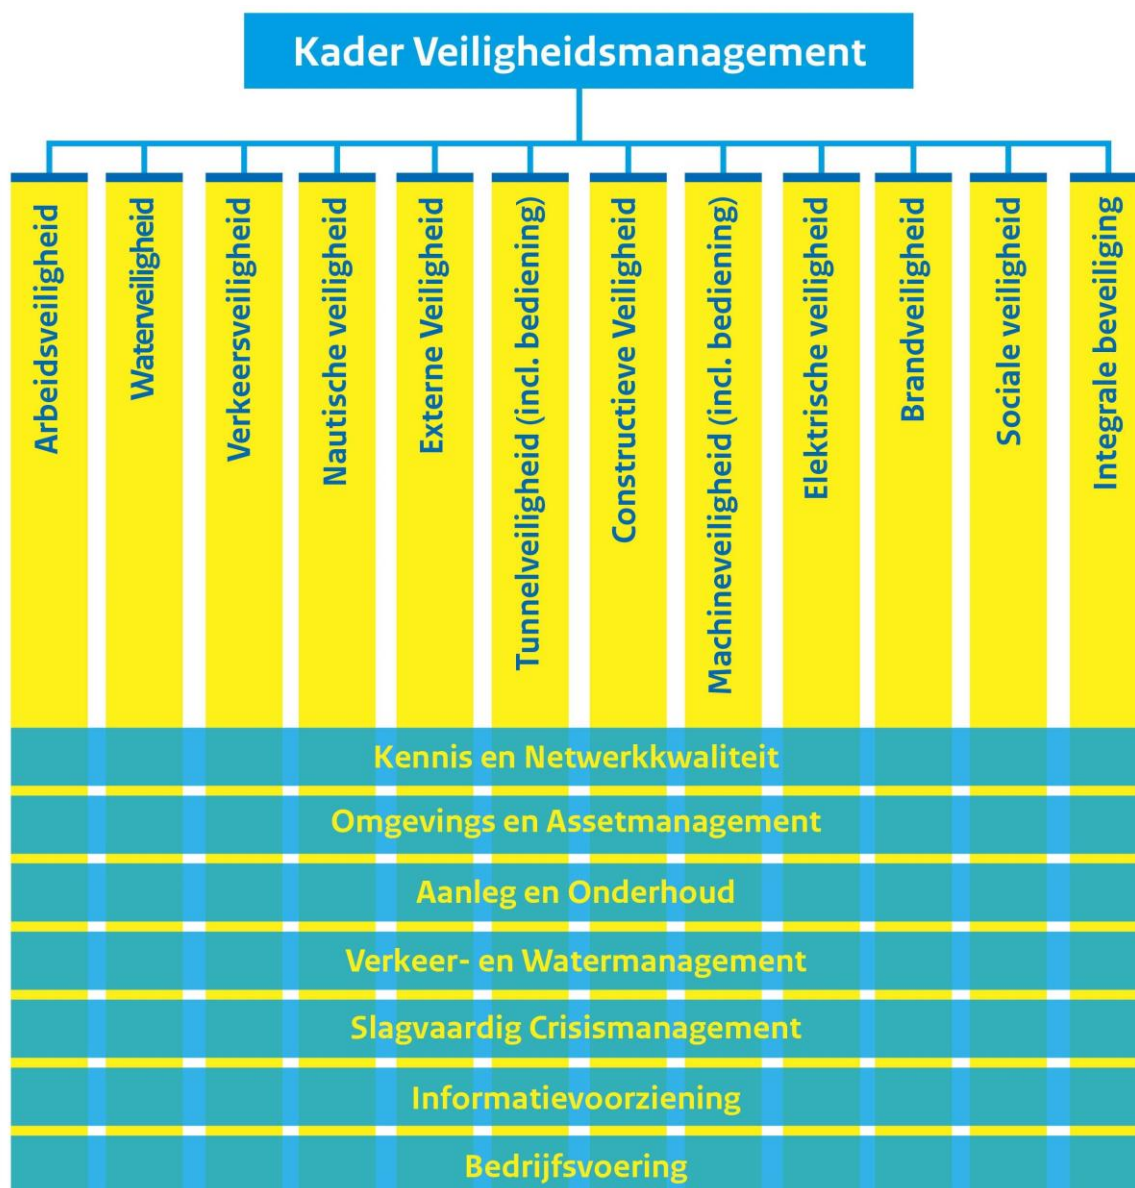 Kader Veiligheidsmanagement
Arbeidsveiligheid
Waterveiligheid
Verkeersveiligheid
Nautische veiligheid
Externe Veiligheid
Tunnelveiligheid (incl. bediening)
Constructieve Veiligheid
Machineveiligheid (incl. bediening)
Elektrische veiligheid
Brandveiligheid
Sociale veiligheid
Integrale beveiliging
Kennis en Netwerkkwaliteit
Omgevings en Assetmanagement
Aanleg en Onderhoud
Verkeer- en Watermanagement
Slagvaardig Crisismanagement
Informatievoorziening
Bedrijfsvoering